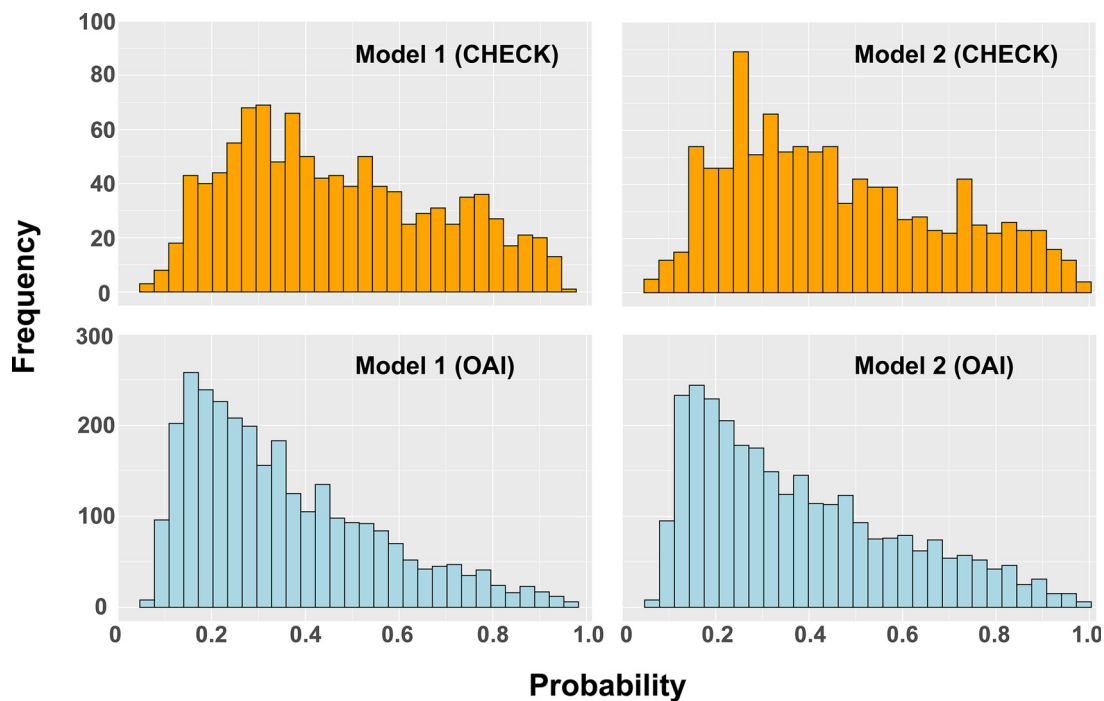 100
80
60
40
20
0
Model 1 (CHECK)
Model 2 (CHECK)
Frequency
300
200
100
0
Model 1 (OAI)
Model 2 (OAI)
0 0.2 0.4 0.6 0.8 1.0
0 0.2 0.4 0.6 0.8 1.0
Probability